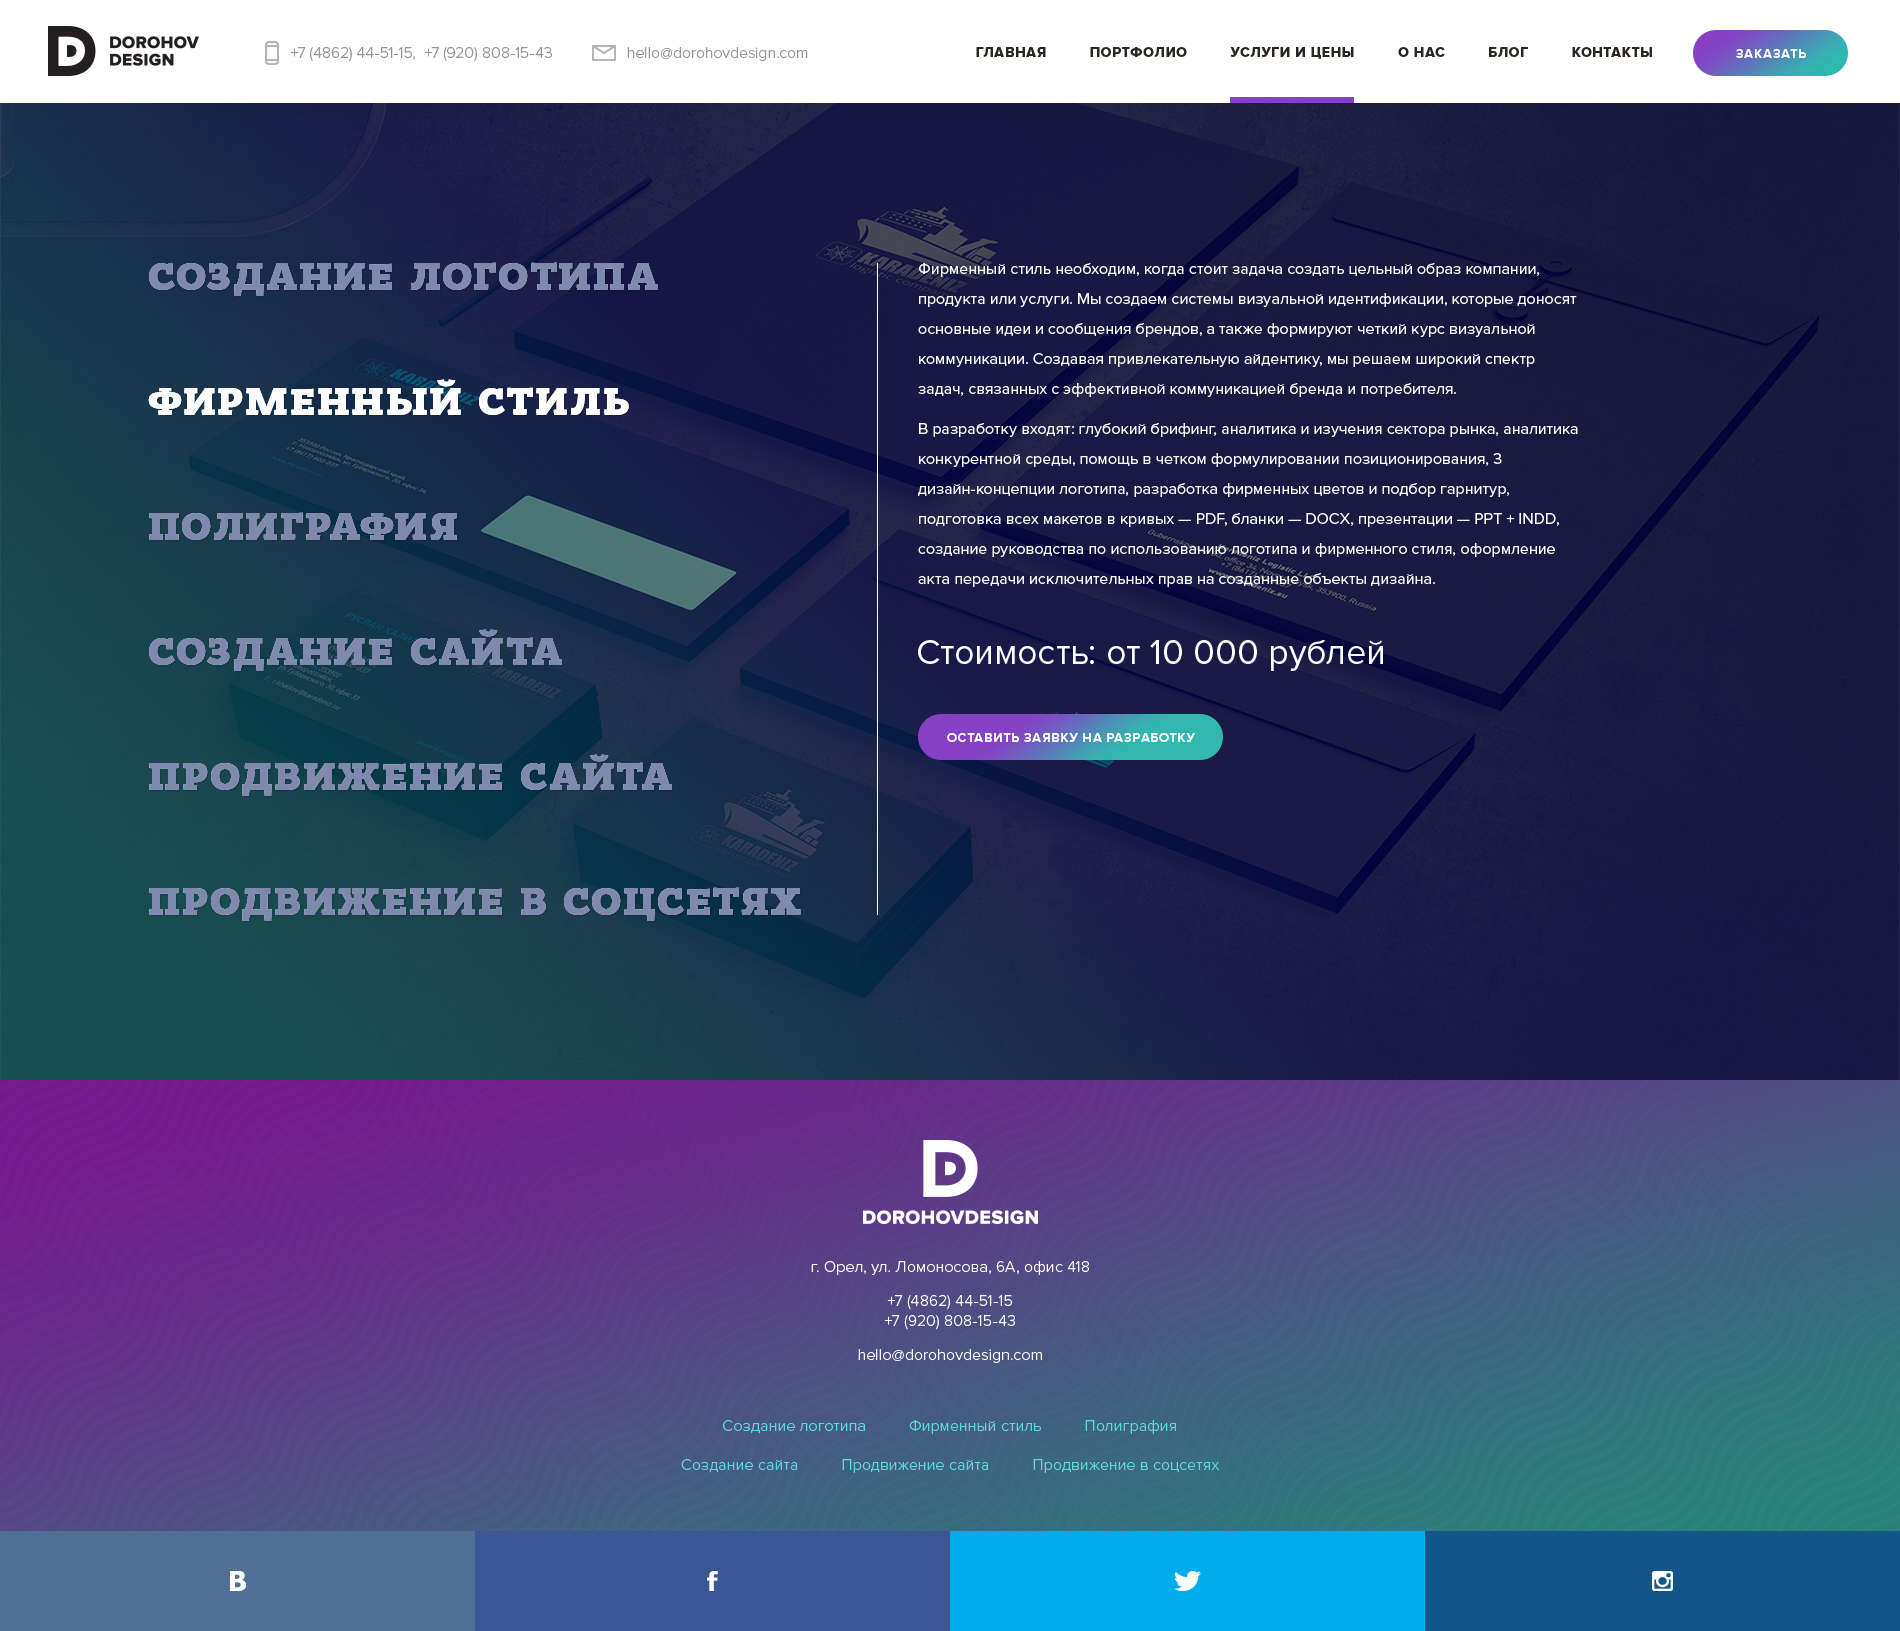 DOROHOV
DESIGN
+7 (4862) 44-51-15, +7 (920) 808-15-43
hello@dorohovdesign.com
ГЛАВНАЯ
ПОРТФОЛИО
УСЛУГИ И ЦЕНЫ
О НАС
БЛОГ
КОНТАКТЫ
ЗАКАЗАТЬ
СОЗДАНИЕ ЛОГОТИПА
ФИРМЕННЫЙ СТИЛЬ
ПОЛИГРАФИЯ
СОЗДАНИЕ САЙТА
ПРОДВИЖЕНИЕ САЙТА
ПРОДВИЖЕНИЕ В СОЦСЕТЯХ
Фирменный стиль необходим, когда стоит задача создать цельный образ компании,
продукта или услуги. Мы создаем системы визуальной идентификации, которые доносят
основные идеи и сообщения брендов, а также формируют четкий курс визуальной
коммуникации. Создавая привлекательную айдентику, мы решаем широкий спектр
задач, связанных с эффективной коммуникацией бренда и потребителя.
В разработку входят: глубокий брифинг, аналитика и изучения сектора рынка, аналитика
конкурентной среды, помощь в четком формулировании позиционирования, 3
дизайн-концепции логотипа, разработка фирменных цветов и подбор гарнитур,
подготовка всех макетов в кривых — PDF, бланки — DOCX, презентации — PPT + INDD,
создание руководства по использованию логотипа и фирменного стиля, оформление
акта передачи исключительных прав на созданные объекты дизайна.
Стоимость: от 10 000 рублей
ОСТАВИТЬ ЗАЯВКУ НА РАЗРАБОТКУ
KARADENIZ
KARADENIZ
KARADENIZ
DOROHOVDESIGN
г. Орел, ул. Ломоносова, 6А, офис 418
+7 (4862) 44-51-15
+7 (920) 808-15-43
hello@dorohovdesign.com
Создание логотипа
Фирменный стиль
Полиграфия
Создание сайта
Продвижение сайта
Продвижение в соцсетях